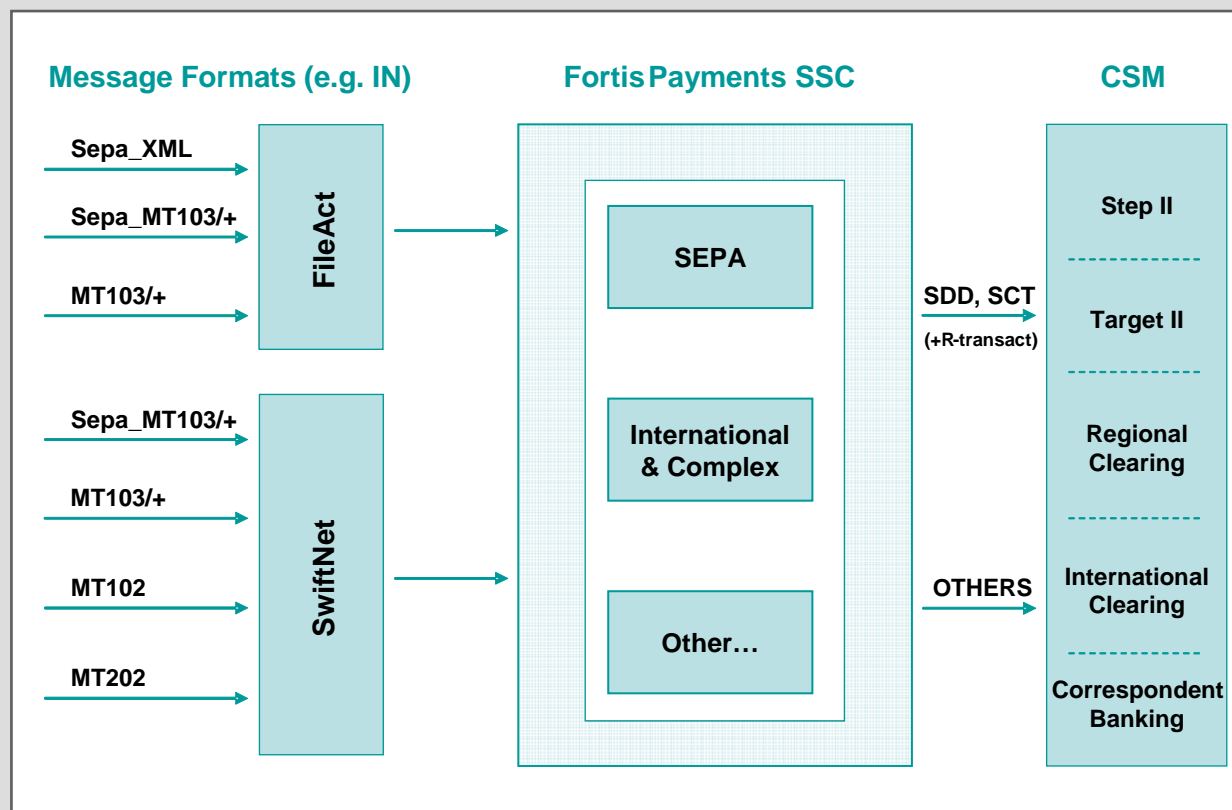 Message Formats (e.g. IN)
Fortis Payments SSC
CSM
Sepa_XML
Sepa_MT103/+
MT103/+
FileAct
Sepa_MT103/+
MT103/+
MT102
MT202
SwiftNet
SEPA
International
& Complex
Other…
SDD, SCT
(+R-transact)
OTHERS
Step II
Target II
Regional
Clearing
International
Clearing
Correspondent
Banking